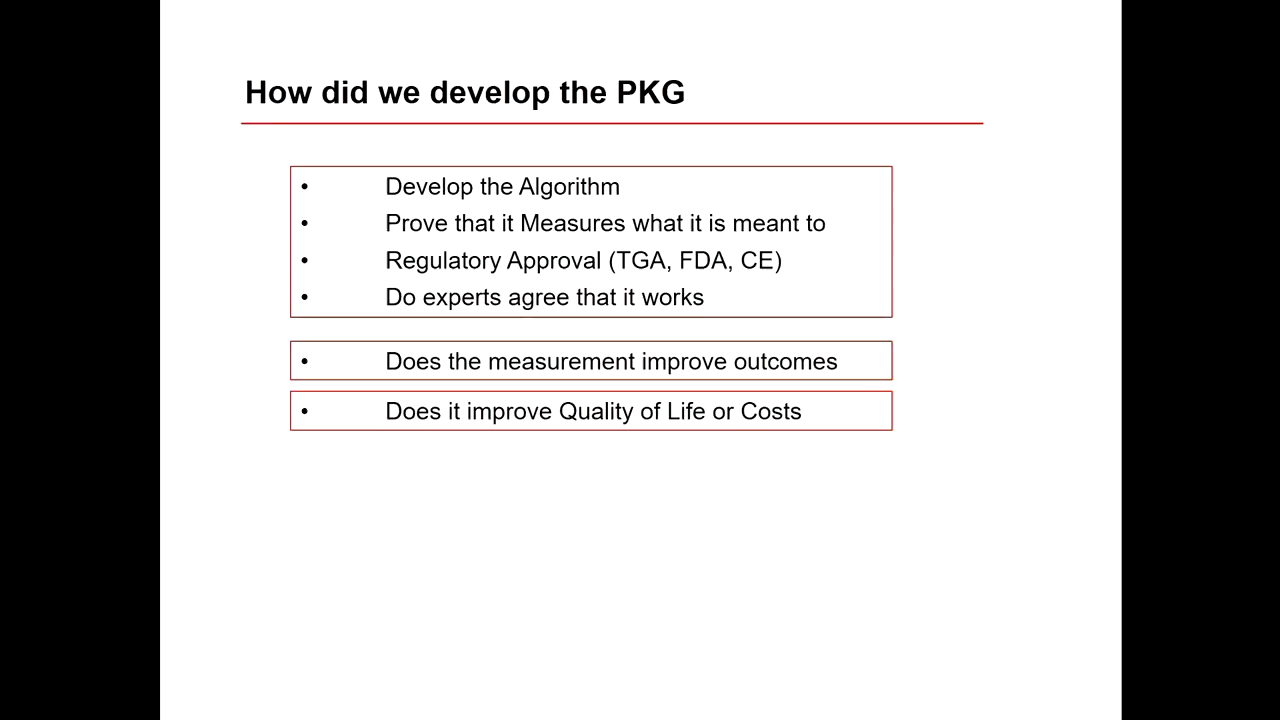 How did we develop the PKG
• Develop the Algorithm
• Prove that it Measures what it is meant to
• Regulatory Approval (TGA, FDA, CE)
• Do experts agree that it works
• Does the measurement improve outcomes
• Does it improve Quality of Life or Costs